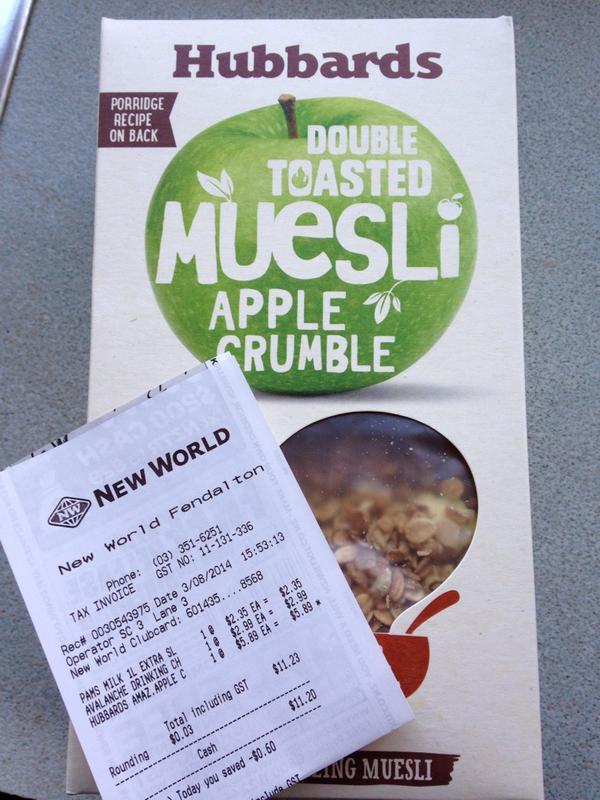 Hubbards
PORRIDGE
RECIPE
ON BACK
DOUBLE
TOASTED
MUESLi
APPLE
CRUMBLE
NW NEW WORLD
New World Fendalton
Phone: (03) 351-6251
TAX INVOICE GST NO: 11-131-336
Rec# 0030543975 Date 3/08/2014 15:53:13
Operator SC 3 Lane 3
New World Clubcard: 601435....8568
PAMS MILK 1L EXTRA SL 1@ $2.35 EA = $2.35
AVALANCHE DRINKING CH 1@ $2.99 EA = $2.99
HUBBARDS AMAZ.APPLE C 1@ $5.89 EA = $5.89 *
Total including GST $11.23
Rounding $0.03
Cash $11.20
Today you saved -$0.60
GST
MUESLI